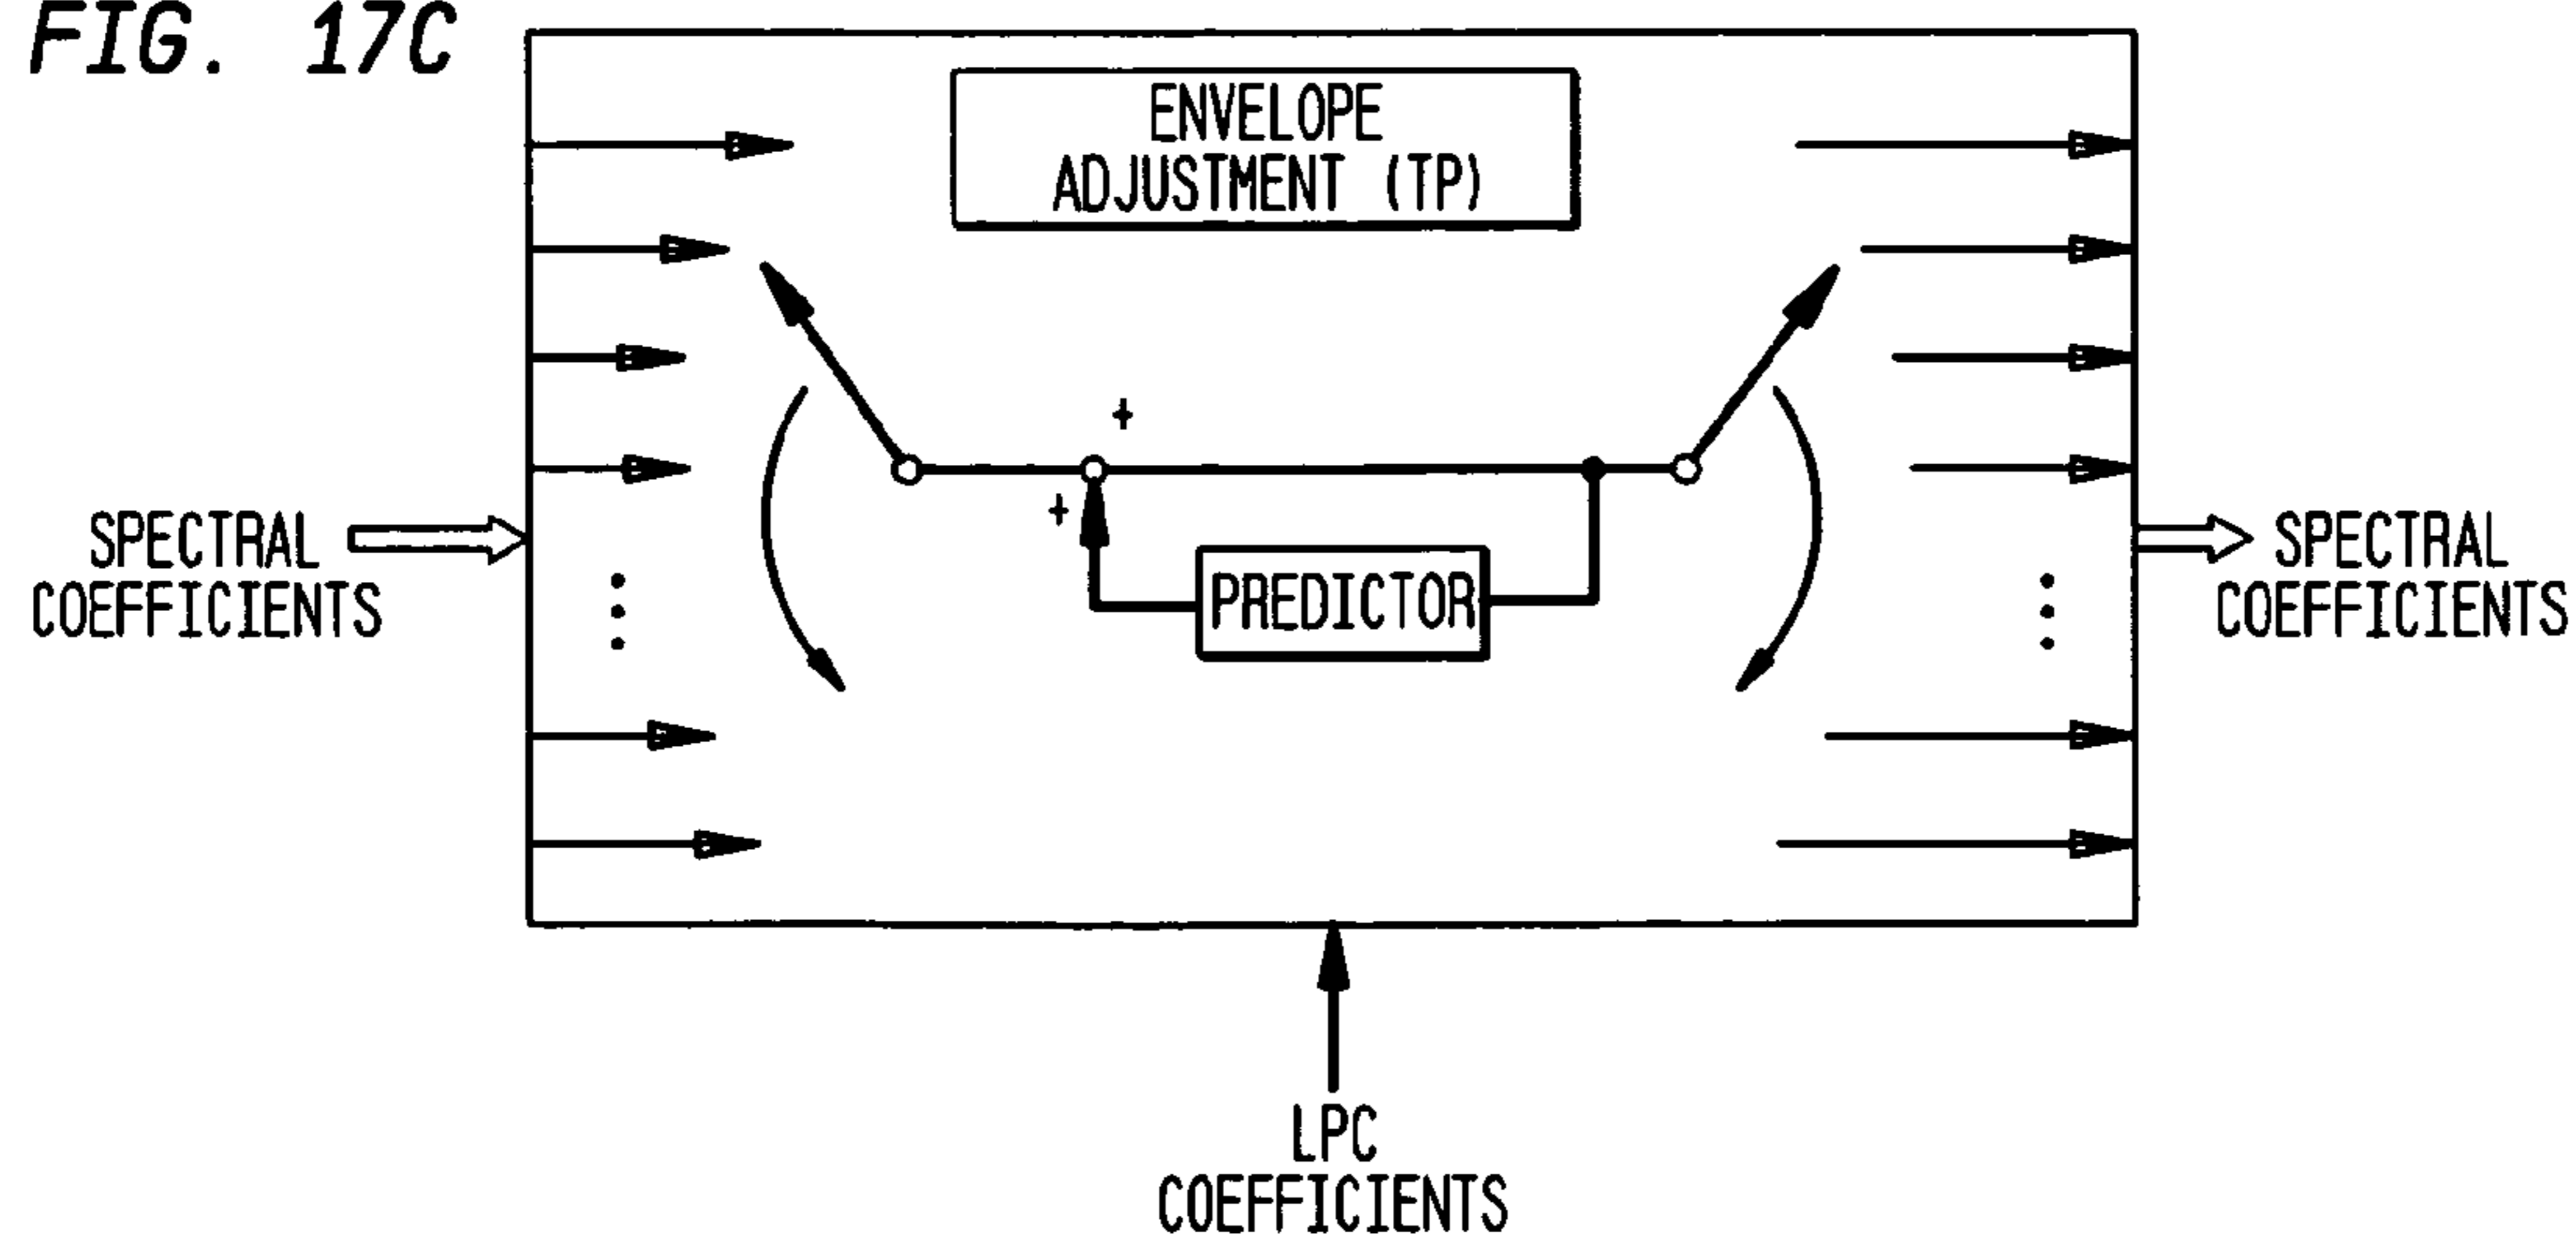 FIG. 17C
ENVELOPE
ADJUSTMENT (TP)
+
+
SPECTRAL
COEFFICIENTS
PREDICTOR
SPECTRAL
COEFFICIENTS
LPC
COEFFICIENTS